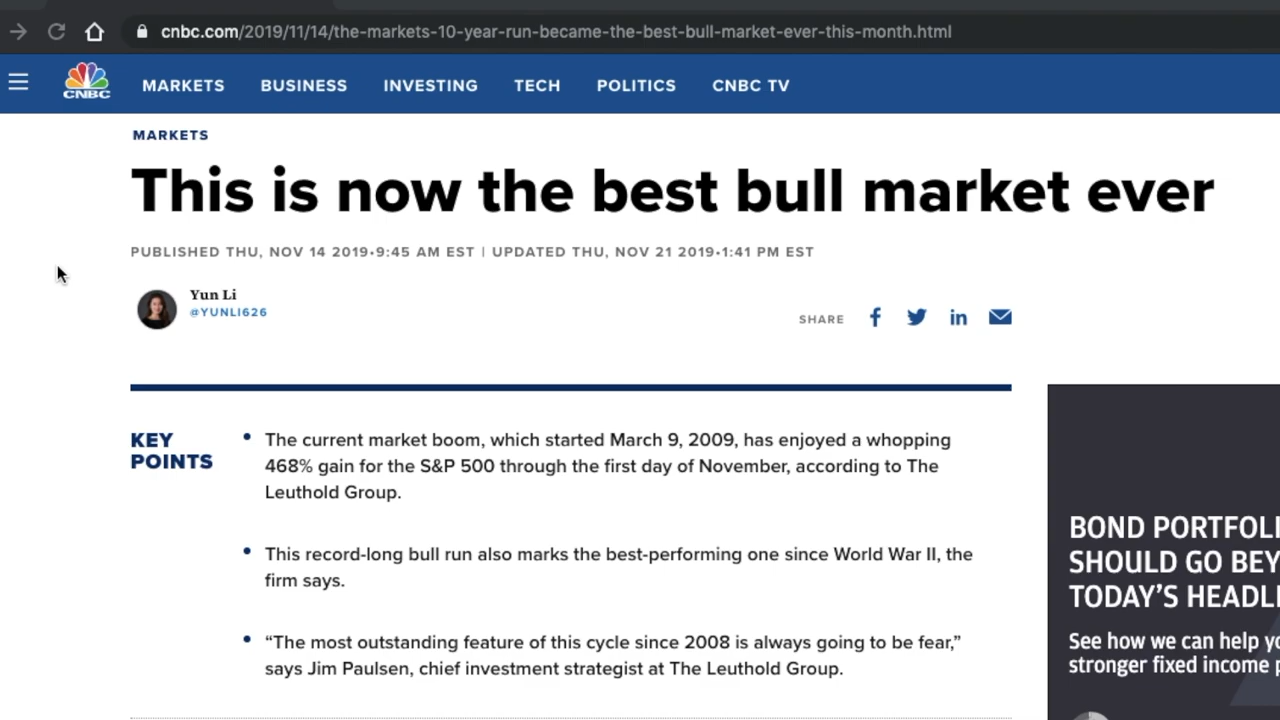 cnbc.com/2019/11/14/the-markets-10-year-run-became-the-best-bull-market-ever-this-month.html
CNBC MARKETS BUSINESS INVESTING TECH POLITICS CNBC TV
MARKETS
This is now the best bull market ever
PUBLISHED THU, NOV 14 2019•9:45 AM EST | UPDATED THU, NOV 21 2019•1:41 PM EST
Yun Li
@YUNLI626
SHARE
KEY
POINTS
• The current market boom, which started March 9, 2009, has enjoyed a whopping
468% gain for the S&P 500 through the first day of November, according to The
Leuthold Group.
• This record-long bull run also marks the best-performing one since World War II, the
firm says.
• “The most outstanding feature of this cycle since 2008 is always going to be fear,”
says Jim Paulsen, chief investment strategist at The Leuthold Group.
BOND PORTFOLI
SHOULD GO BEY
TODAY’S HEADL
See how we can help yo
stronger fixed income p